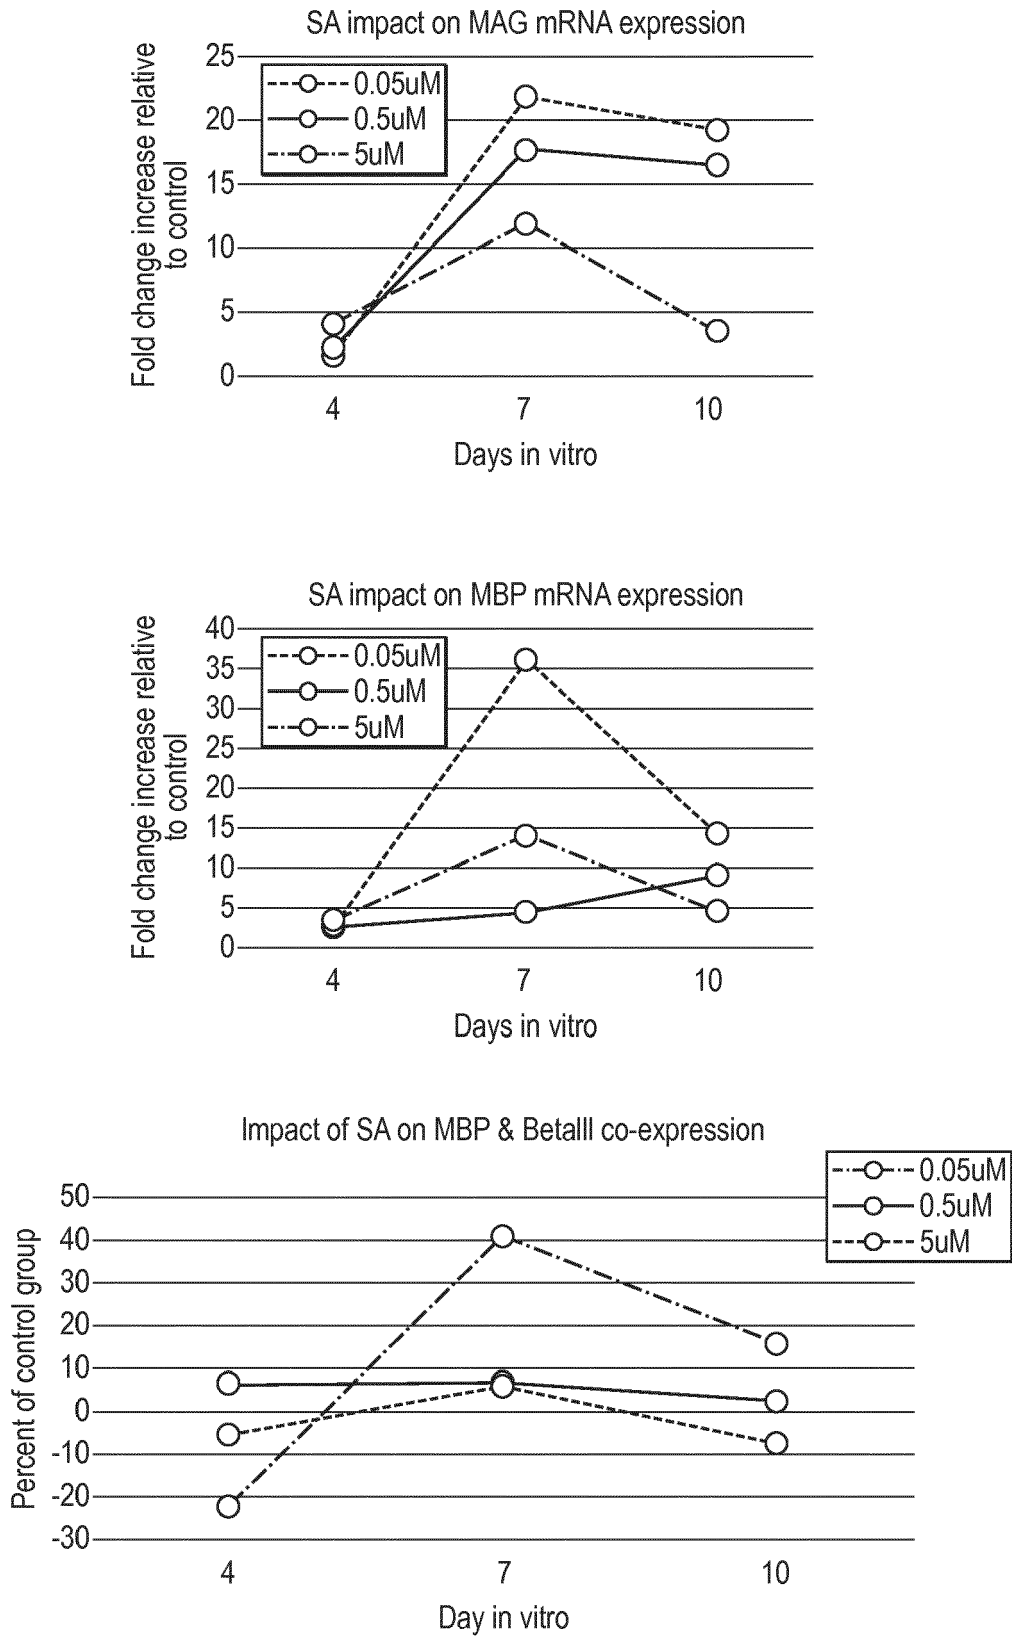 SA impact on MAG mRNA expression
Fold change increase relative
to control
25
20
15
10
5
0
0.05uM
0.5uM
5uM
4
7
10
Days in vitro
SA impact on MBP mRNA expression
Fold change increase relative
to control
40
35
30
25
20
15
10
5
0
0.05uM
0.5uM
5uM
4
7
10
Days in vitro
Impact of SA on MBP & BetaIII co-expression
Percent of control group
50
40
30
20
10
0
-10
-20
-30
0.05uM
0.5uM
5uM
4
7
10
Day in vitro